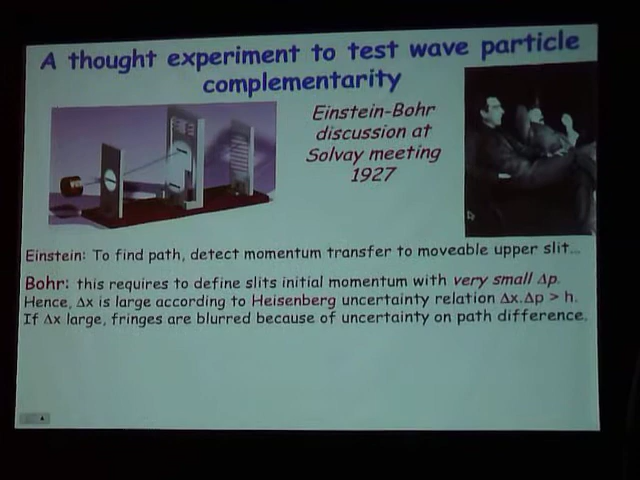 A thought experiment to test wave particle
complementarity
Einstein-Bohr
discussion at
Solvay meeting
1927
Einstein: To find path, detect momentum transfer to moveable upper slit...
Bohr: this requires to define slits initial momentum with very small Δp.
Hence, Δx is large according to Heisenberg uncertainty relation Δx.Δp > h.
If Δx large, fringes are blurred because of uncertainty on path difference.